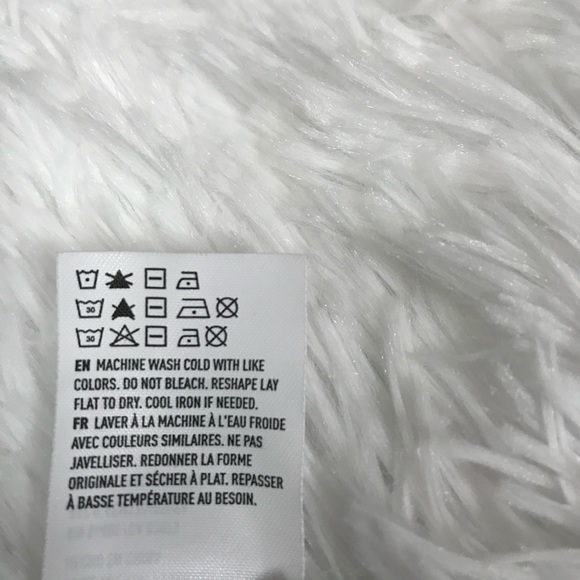 30
30
EN MACHINE WASH COLD WITH LIKE
COLORS. DO NOT BLEACH. RESHAPE LAY
FLAT TO DRY. COOL IRON IF NEEDED.
FR LAVER À LA MACHINE À L'EAU FROIDE
AVEC COULEURS SIMILAIRES. NE PAS
JAVELLISER. REDONNER LA FORME
ORIGINALE ET SÉCHER À PLAT. REPASSER
À BASSE TEMPÉRATURE AU BESOIN.